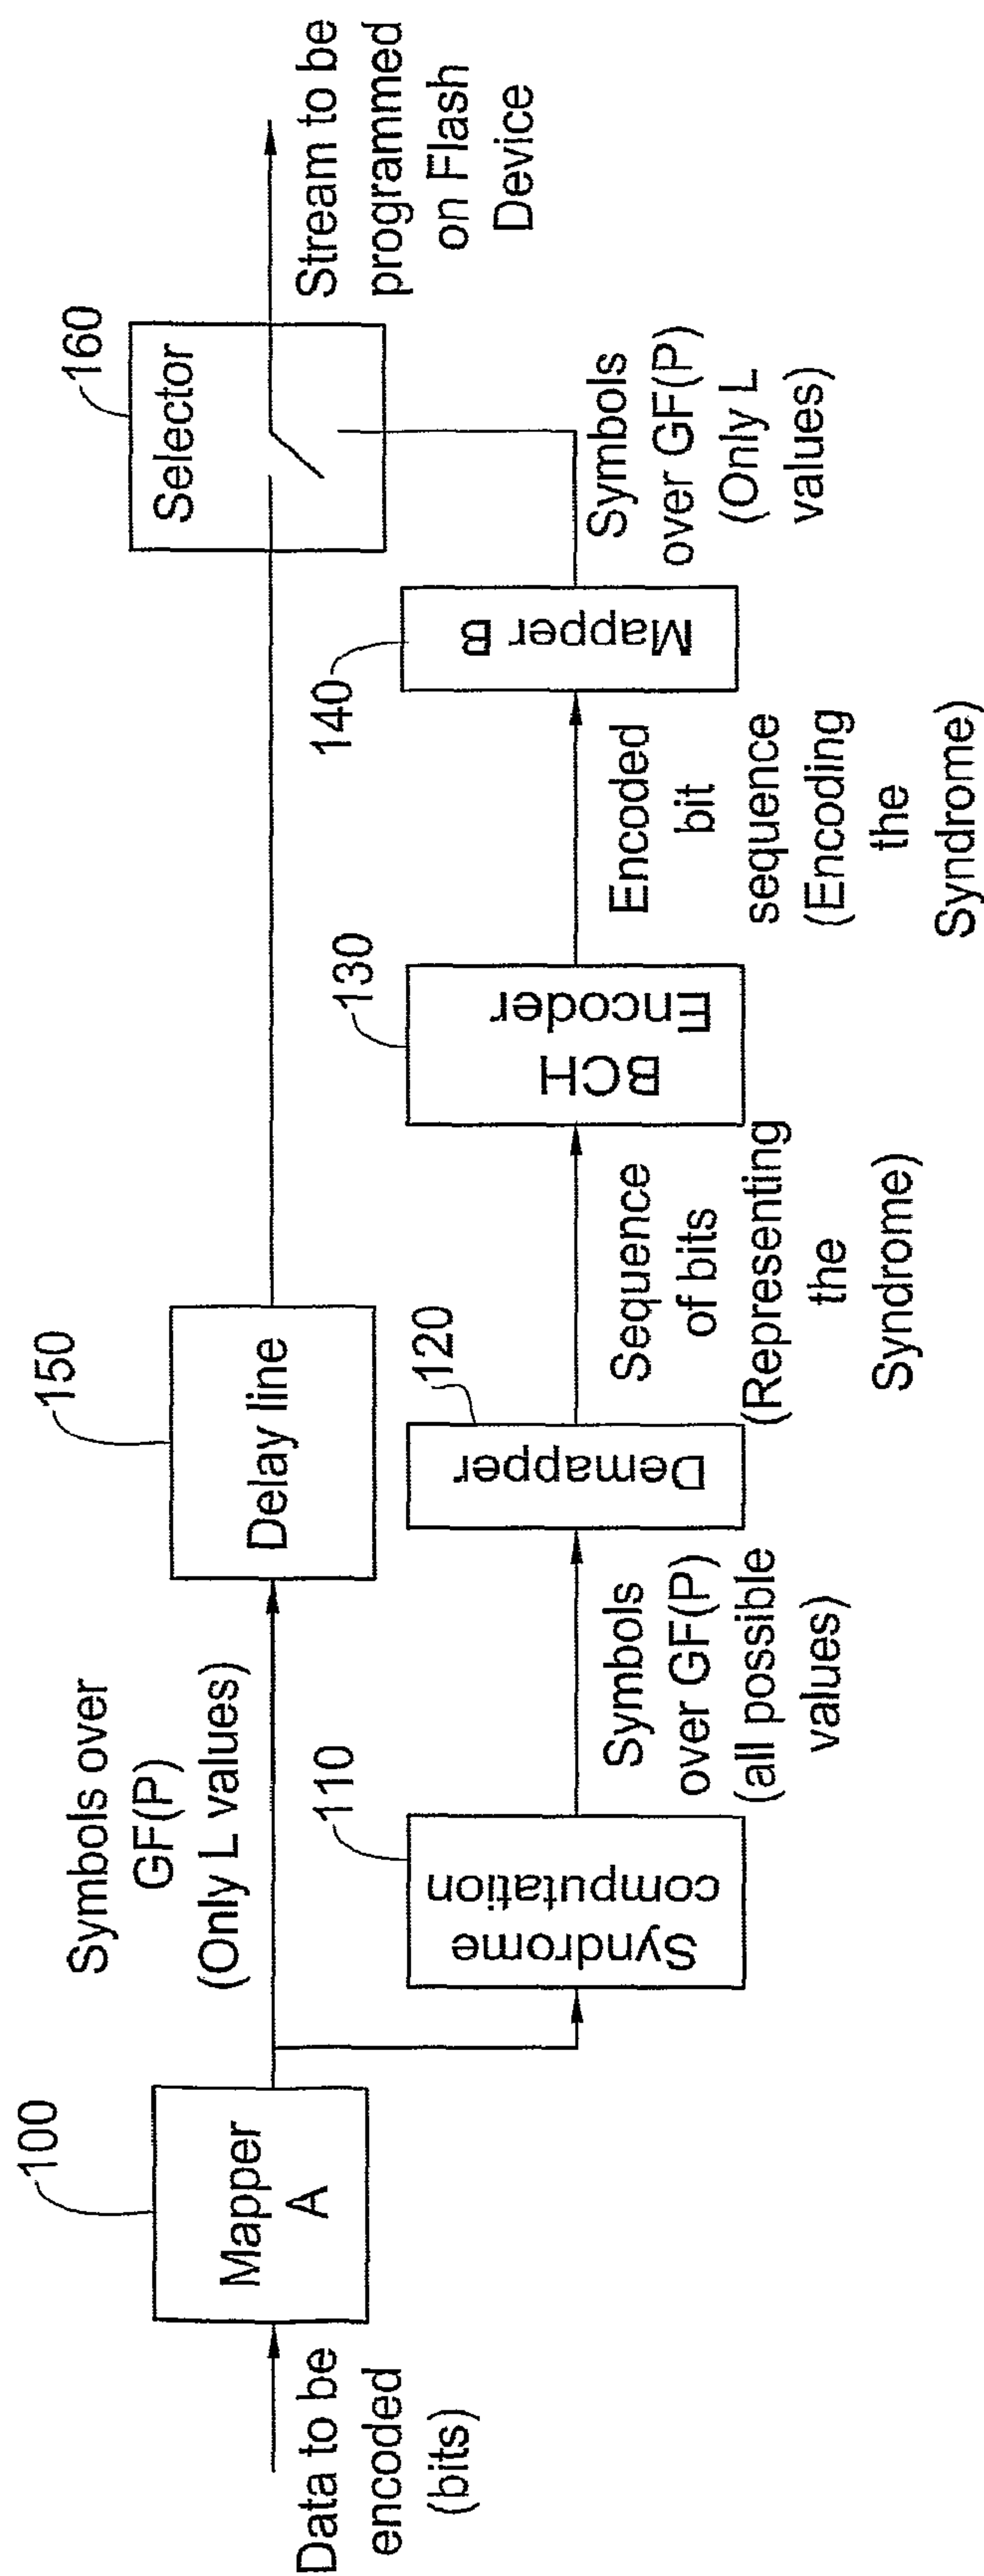 Data to be
encoded
(bits)
100
Mapper
A
Symbols over
GF(P)
(Only L values)
150
Delay line
160
Selector
Stream to be
programmed
on Flash
Device
110
Syndrome
computation
Symbols
over GF(P)
(all possible
values)
120
Demapper
Sequence
of bits
(Representing
the
Syndrome)
130
BCH
Encoder
Encoded
bit
sequence
(Encoding
the
Syndrome)
140
Mapper B
Symbols
over GF(P)
(Only L
values)